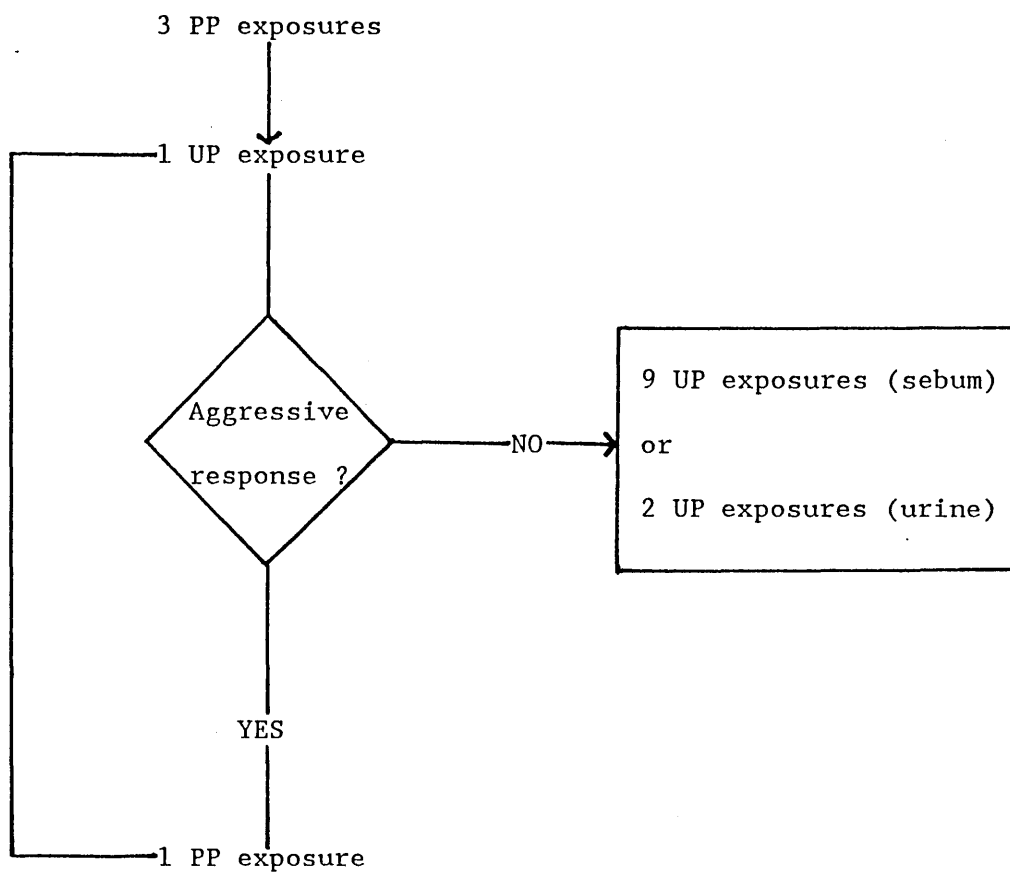 3 PP exposures
1 UP exposure
Aggressive
response ?
NO
9 UP exposures (sebum)
or
2 UP exposures (urine)
YES
1 PP exposure